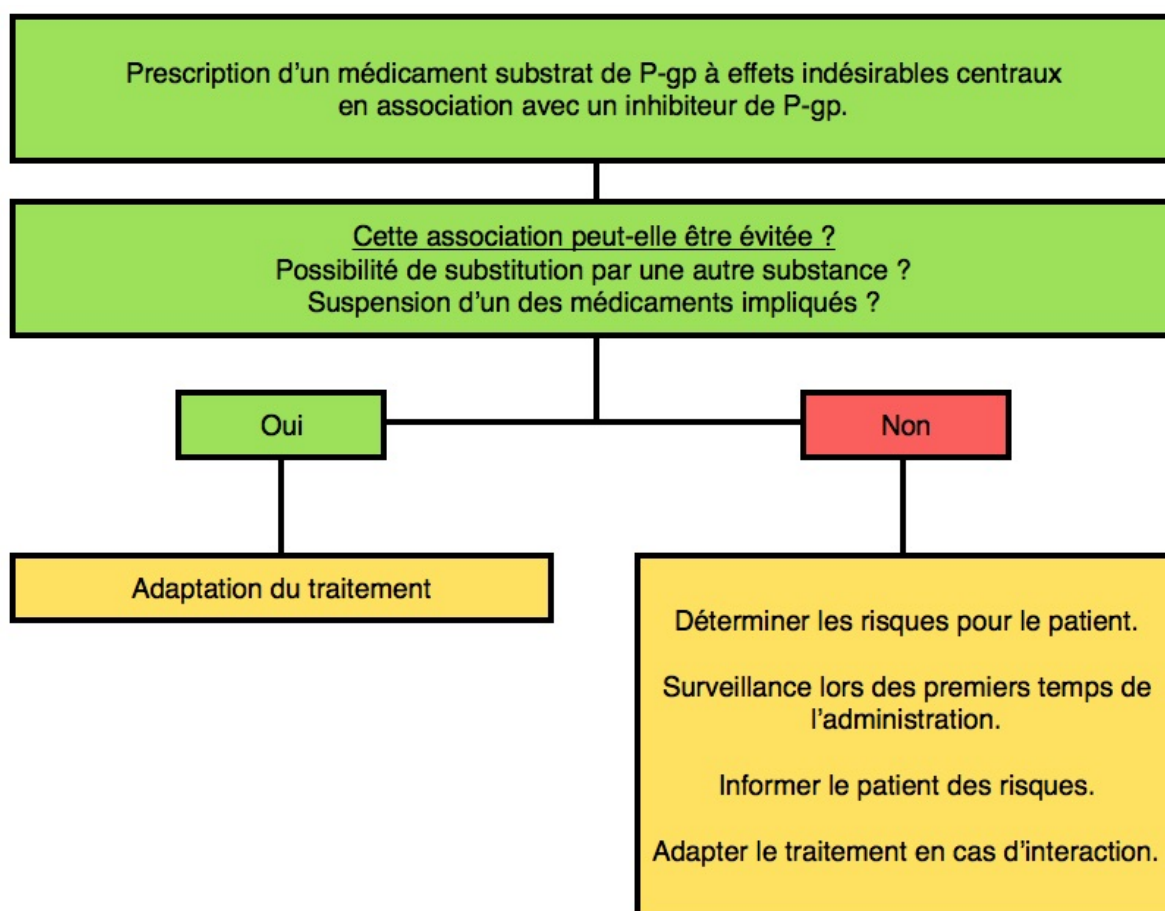 Prescription d’un médicament substrat de P-gp à effets indésirables centraux
en association avec un inhibiteur de P-gp.
Cette association peut-elle être évitée ?
Possibilité de substitution par une autre substance ?
Suspension d’un des médicaments impliqués ?
Oui
Non
Adaptation du traitement
Déterminer les risques pour le patient.
Surveillance lors des premiers temps de
l’administration.
Informer le patient des risques.
Adapter le traitement en cas d’interaction.